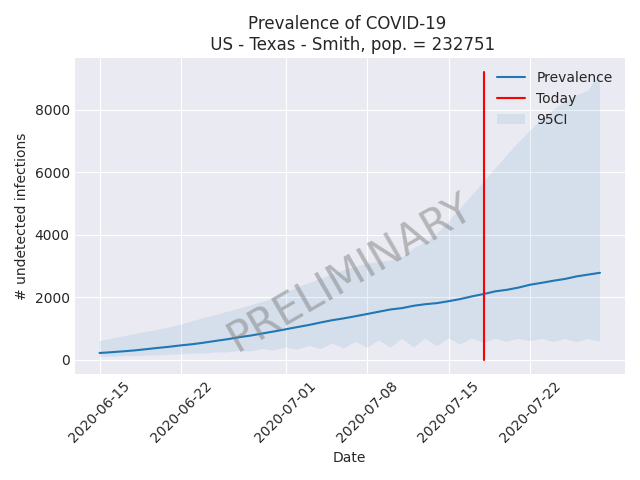 Prevalence of COVID-19
US - Texas - Smith, pop. = 232751
# undetected infections
8000
6000
4000
2000
0
Prevalence
Today
95CI
PRELIMINARY
2020-06-15
2020-06-22
2020-07-01
2020-07-08
2020-07-15
2020-07-22
Date